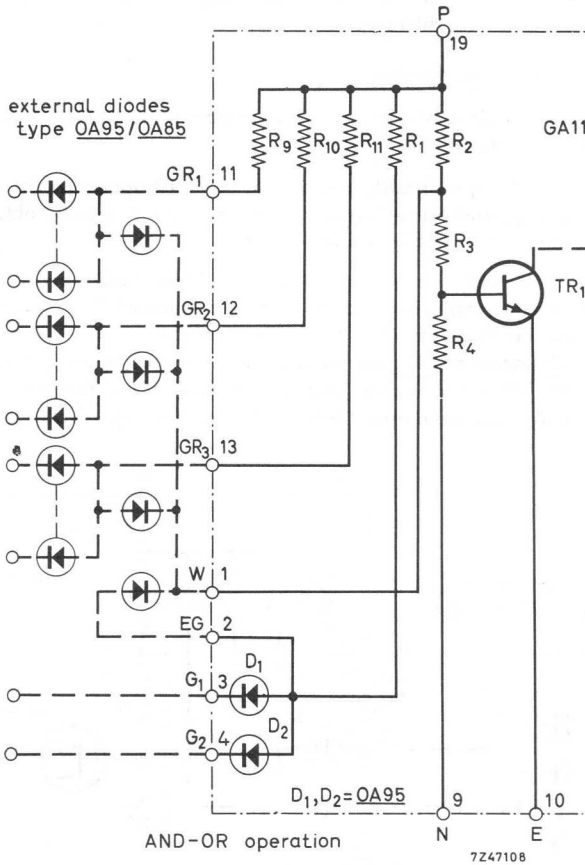 P
19
external diodes
type OA95/OA85
GA11
R9 R10 R11 R1 R2
GR1 11
R3
TR1
GR2 12
R4
GR3 13
W 1
EG 2
D1
G1 3
D2
G2 4
D1,D2=OA95
9 10
N E
AND-OR operation
7Z47108